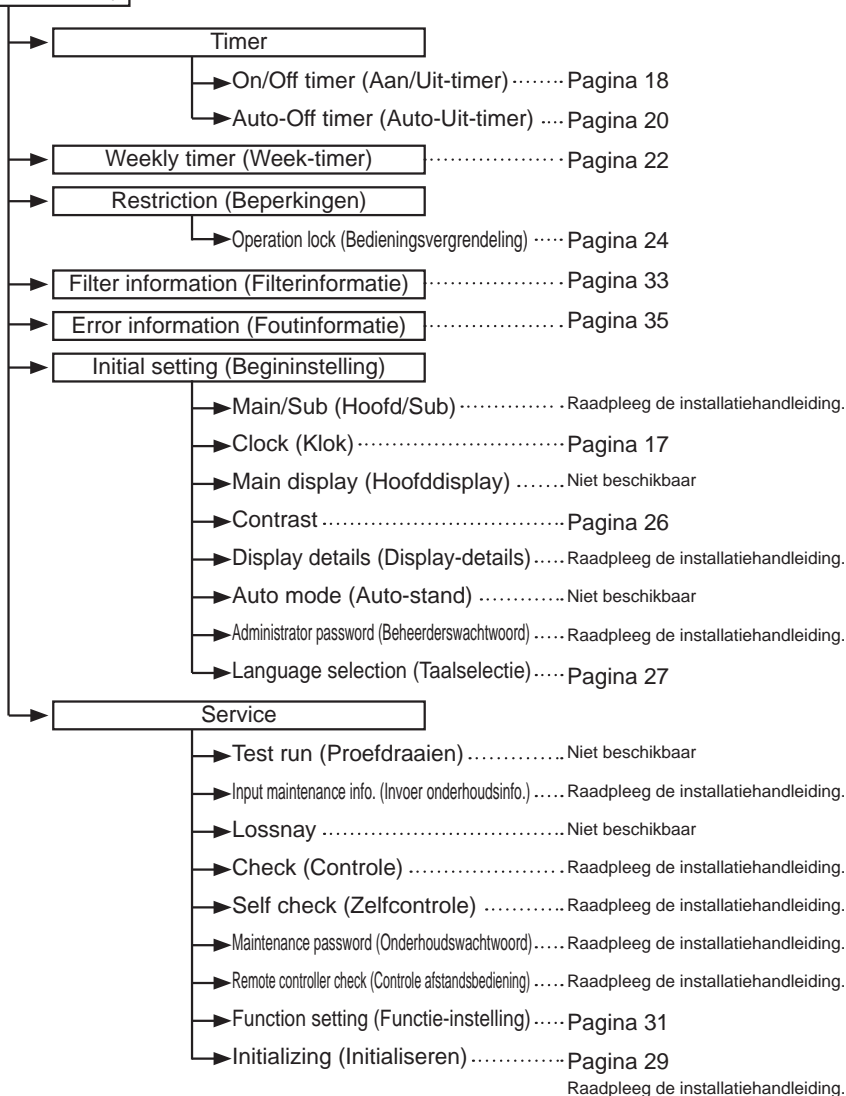 Timer
On/Off timer (Aan/Uit-timer) ······· Pagina 18
Auto-Off timer (Auto-Uit-timer) ···· Pagina 20
Weekly timer (Week-timer) ··················· Pagina 22
Restriction (Beperkingen)
Operation lock (Bedieningsvergrendeling) ····· Pagina 24
Filter information (Filterinformatie) ··················· Pagina 33
Error information (Foutinformatie) ··················· Pagina 35
Initial setting (Begininstelling)
Main/Sub (Hoofd/Sub) ·············· Raadpleeg de installatiehandleiding.
Clock (Klok) ···························· Pagina 17
Main display (Hoofddisplay) ······· Niet beschikbaar
Contrast ································· Pagina 26
Display details (Display-details) ····· Raadpleeg de installatiehandleiding.
Auto mode (Auto-stand) ············ Niet beschikbaar
Administrator password (Beheerderswachtwoord) ····· Raadpleeg de installatiehandleiding.
Language selection (Taalselectie) ····· Pagina 27
Service
Test run (Proefdraaien) ············· Niet beschikbaar
Input maintenance info. (Invoer onderhoudsinfo.) ····· Raadpleeg de installatiehandleiding.
Lossnay ································· Niet beschikbaar
Check (Controle) ····················· Raadpleeg de installatiehandleiding.
Self check (Zelfcontrole) ··········· Raadpleeg de installatiehandleiding.
Maintenance password (Onderhoudswachtwoord) ····· Raadpleeg de installatiehandleiding.
Remote controller check (Controle afstandsbediening) ····· Raadpleeg de installatiehandleiding.
Function setting (Functie-instelling) ····· Pagina 31
Initializing (Initialiseren) ············· Pagina 29
Raadpleeg de installatiehandleiding.